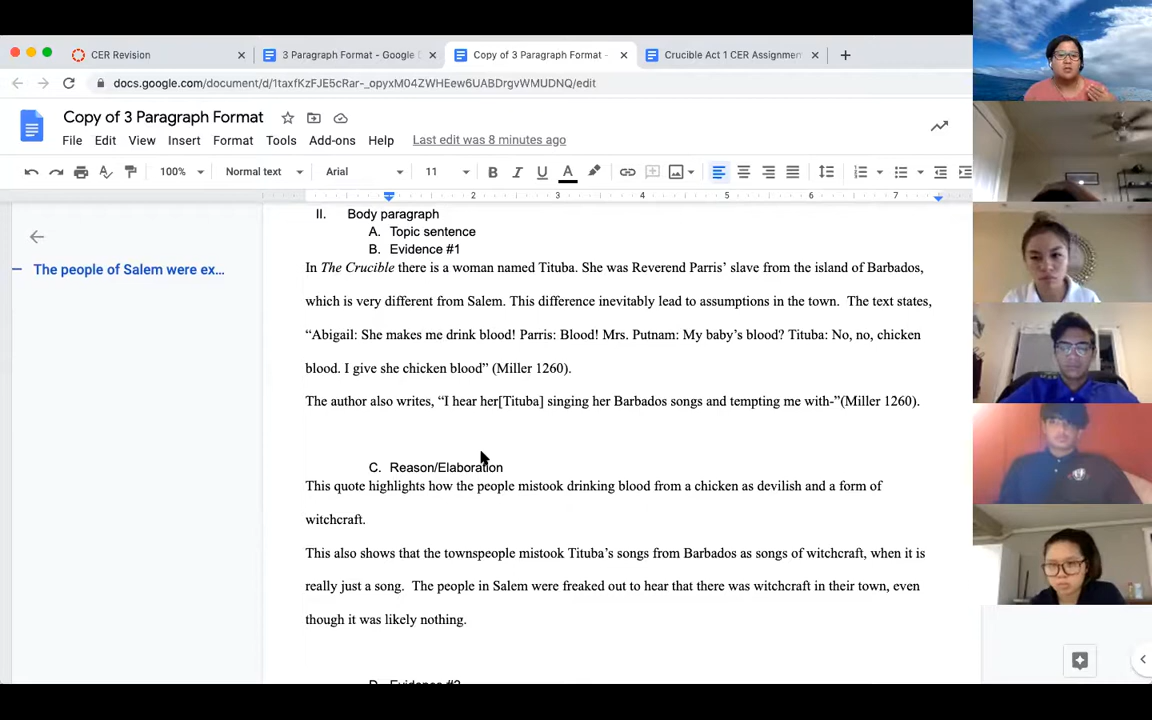 CER Revision
3 Paragraph Format - Google
Copy of 3 Paragraph Format -
Crucible Act 1 CER Assignmen
docs.google.com/document/d/1taxfKzFJE5cRar-_opyxM04ZWHEew6UABDrgvWMUDNQ/edit
Copy of 3 Paragraph Format
File Edit View Insert Format Tools Add-ons Help Last edit was 8 minutes ago
100% Normal text Arial 11 B I U A
1 2 3 4 5 6 7
The people of Salem were ex...
II. Body paragraph
A. Topic sentence
B. Evidence #1
In The Crucible there is a woman named Tituba. She was Reverend Parris’ slave from the island of Barbados,
which is very different from Salem. This difference inevitably lead to assumptions in the town. The text states,
“Abigail: She makes me drink blood! Parris: Blood! Mrs. Putnam: My baby’s blood? Tituba: No, no, chicken
blood. I give she chicken blood” (Miller 1260).
The author also writes, “I hear her[Tituba] singing her Barbados songs and tempting me with-”(Miller 1260).
C. Reason/Elaboration
This quote highlights how the people mistook drinking blood from a chicken as devilish and a form of
witchcraft.
This also shows that the townspeople mistook Tituba’s songs from Barbados as songs of witchcraft, when it is
really just a song. The people in Salem were freaked out to hear that there was witchcraft in their town, even
though it was likely nothing.
D. Evidence #2